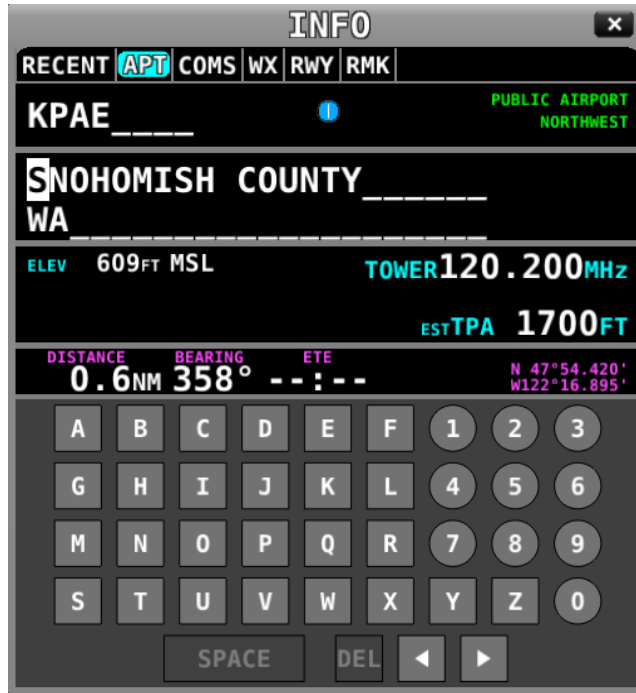 INFO ×
RECENT APT COMS WX RWY RMK
KPAE____ PUBLIC AIRPORT
NORTHWEST
SNOHOMISH COUNTY______
WA____________________
ELEV 609FT MSL TOWER120.200MHz
ESTTPA 1700FT
DISTANCE BEARING ETE
0.6NM 358° --:-- N 47°54.420'
W122°16.895'
A B C D E F 1 2 3
G H I J K L 4 5 6
M N O P Q R 7 8 9
S T U V W X Y Z 0
SPACE DEL ◀ ▶